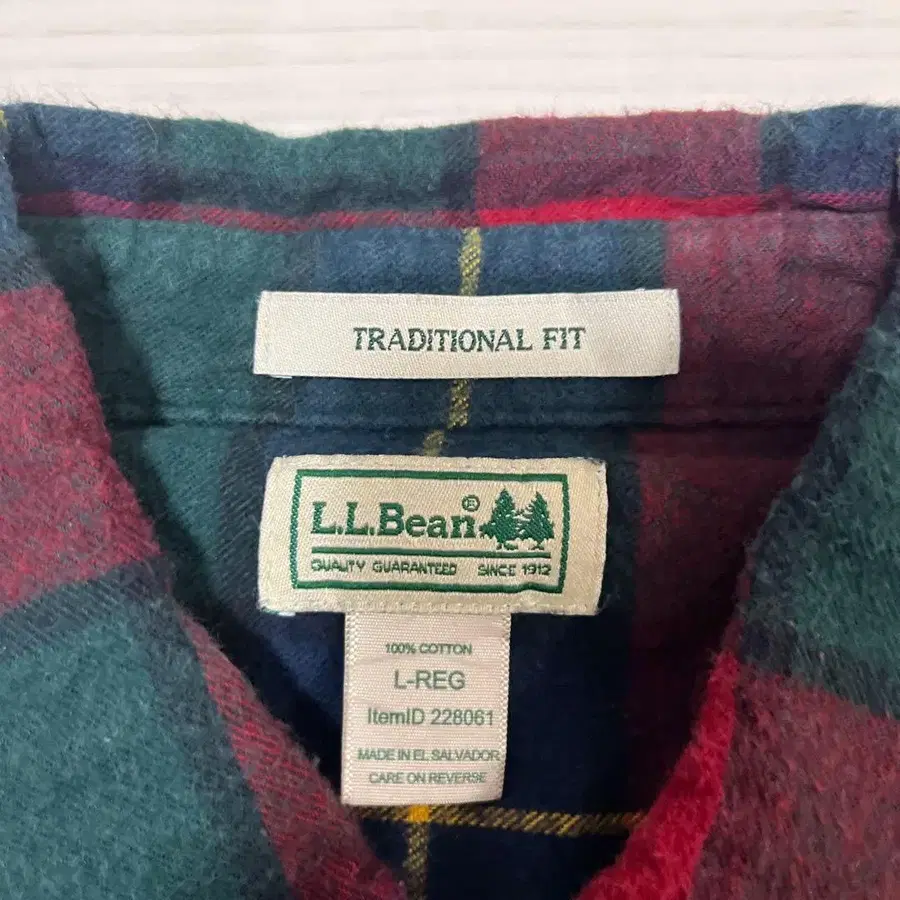 TRADITIONAL FIT
L.L.Bean®
QUALITY GUARANTEED SINCE 1912
100% COTTON
L-REG
ItemID 228061
MADE IN EL SALVADOR
CARE ON REVERSE